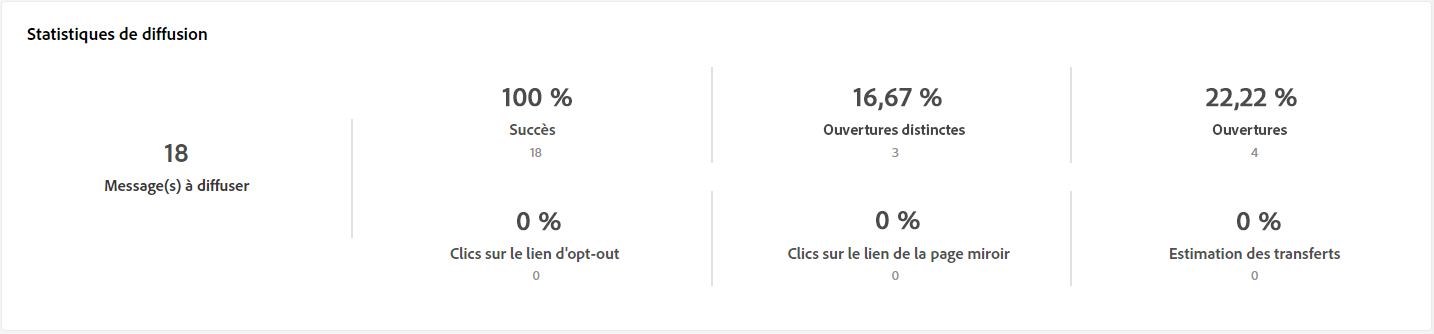 Statistiques de diffusion
18
Message(s) à diffuser
100 %
Succès
18
16,67 %
Ouvertures distinctes
3
22,22 %
Ouvertures
4
0 %
Clics sur le lien d'opt-out
0
0 %
Clics sur le lien de la page miroir
0
0 %
Estimation des transferts
0